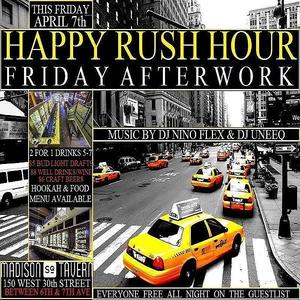 THIS FRIDAY
APRIL 7th
HAPPY RUSH HOUR
FRIDAY AFTERWORK
MUSIC BY DJ NINO FLEX & DJ UNEEQ
2 FOR 1 DRINKS 5-7
$5 BUD LIGHT DRAFTS
$8 WELL DRINKS/WINE
$6 CRAFT BEERS
HOOKAH & FOOD
MENU AVAILABLE
MADISON SQ TAVERN
150 WEST 30th STREET
BETWEEN 6TH & 7TH AVE
EVERYONE FREE ALL NIGHT ON THE GUESTLIST